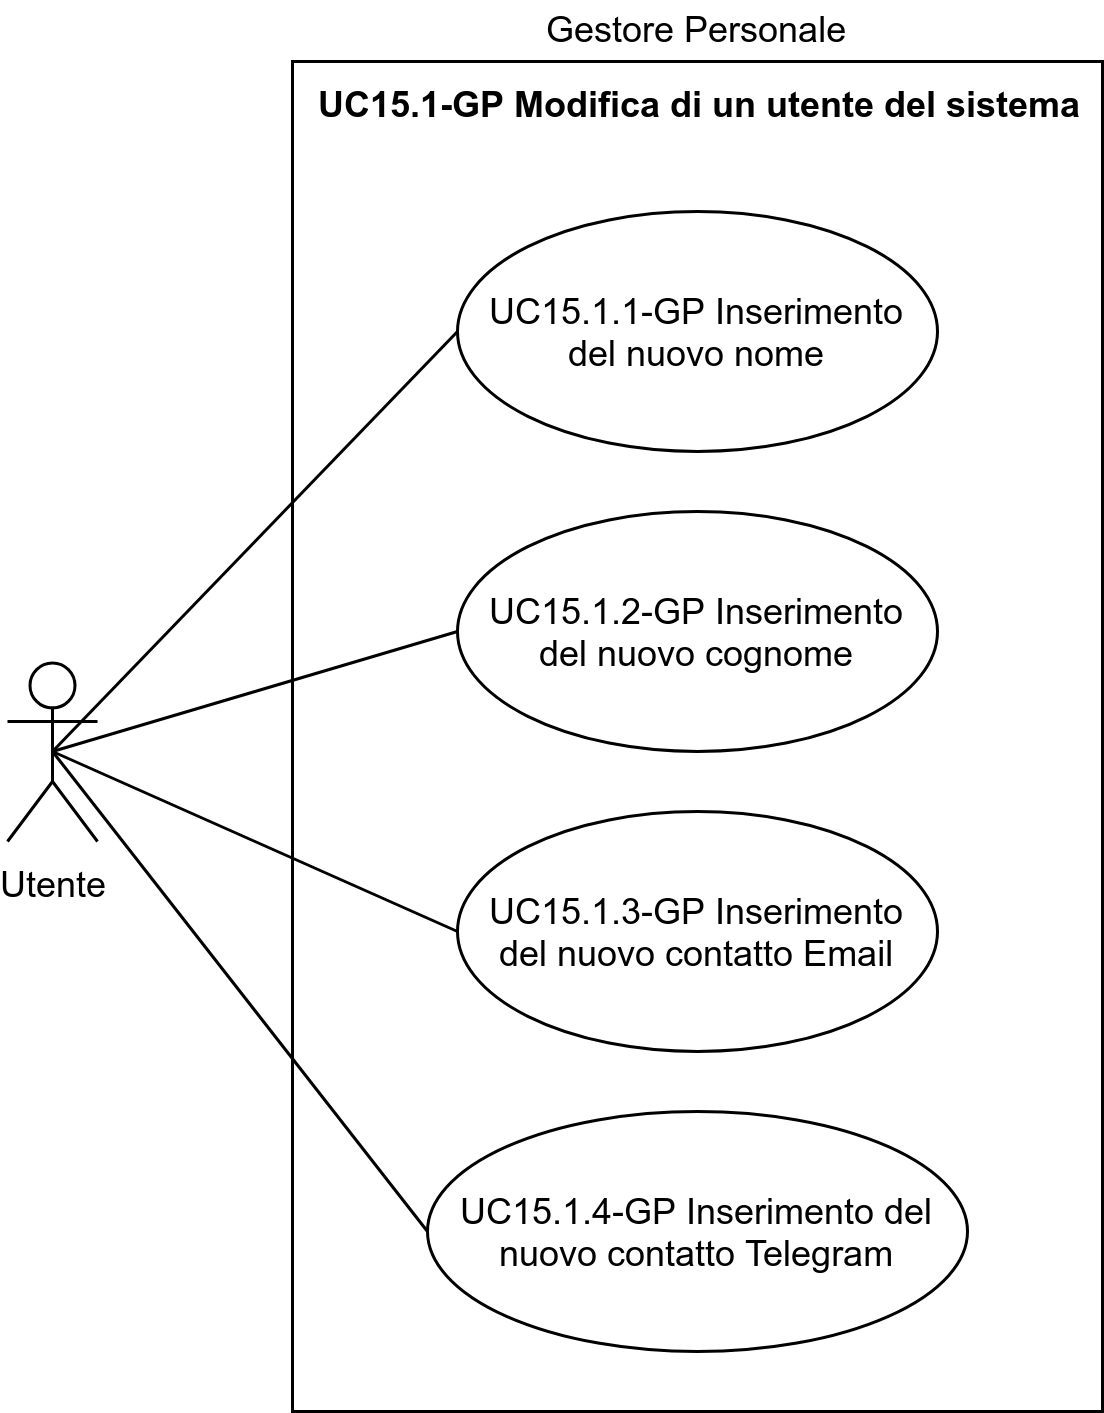 Gestore Personale
UC15.1-GP Modifica di un utente del sistema
UC15.1.1-GP Inserimento
del nuovo nome
UC15.1.2-GP Inserimento
del nuovo cognome
Utente
UC15.1.3-GP Inserimento
del nuovo contatto Email
UC15.1.4-GP Inserimento del
nuovo contatto Telegram